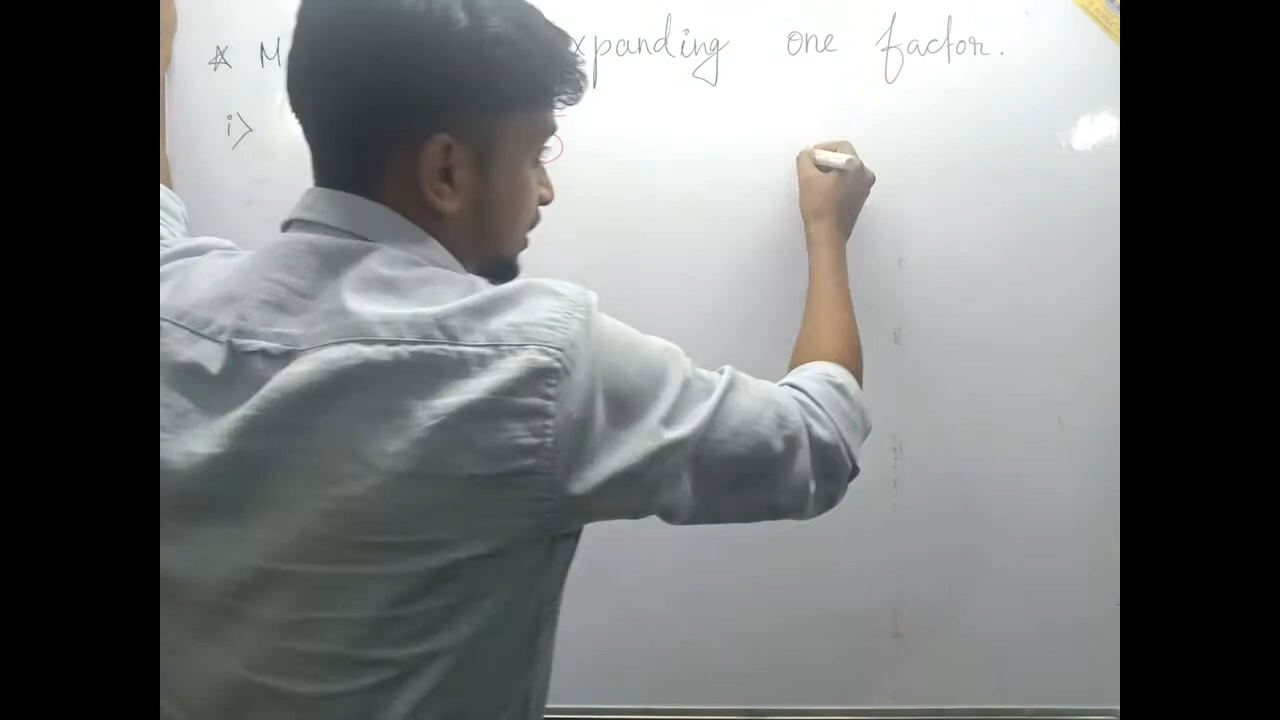 ☆ M xpanding one factor.
i>